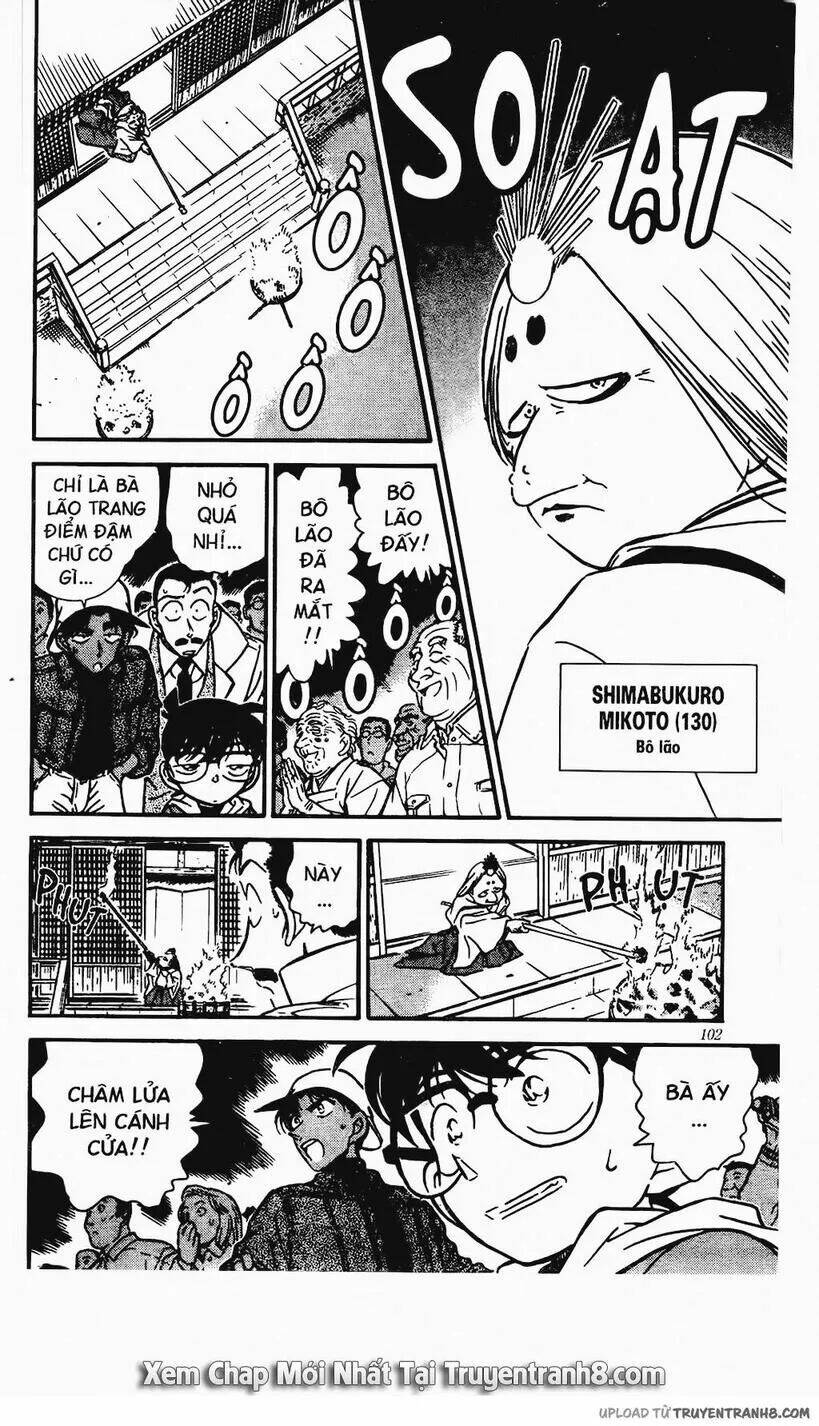 SOẠT
Ồ
Ồ
Ồ
Ồ
SHIMABUKURO
MIKOTO (130)
Bô lão
BÔ
LÃO
ĐẤY!
BÔ
LÃO
ĐÃ
RA
MẮT
!!
Ồ
Ồ
Ồ
Ồ
NHỎ
QUÁ
NHỈ...
CHỈ LÀ BÀ
LÃO TRANG
ĐIỂM ĐẬM
CHỨ CÓ
GÌ...
PHỤT
NÀY
...
PHỤT
102
BÀ ẤY
...
CHÂM LỬA
LÊN CÁNH
CỬA!!
Xem Chap Mới Nhất Tại Truyentranh8.com
UPLOAD TỪ TRUYENTRANH8.COM